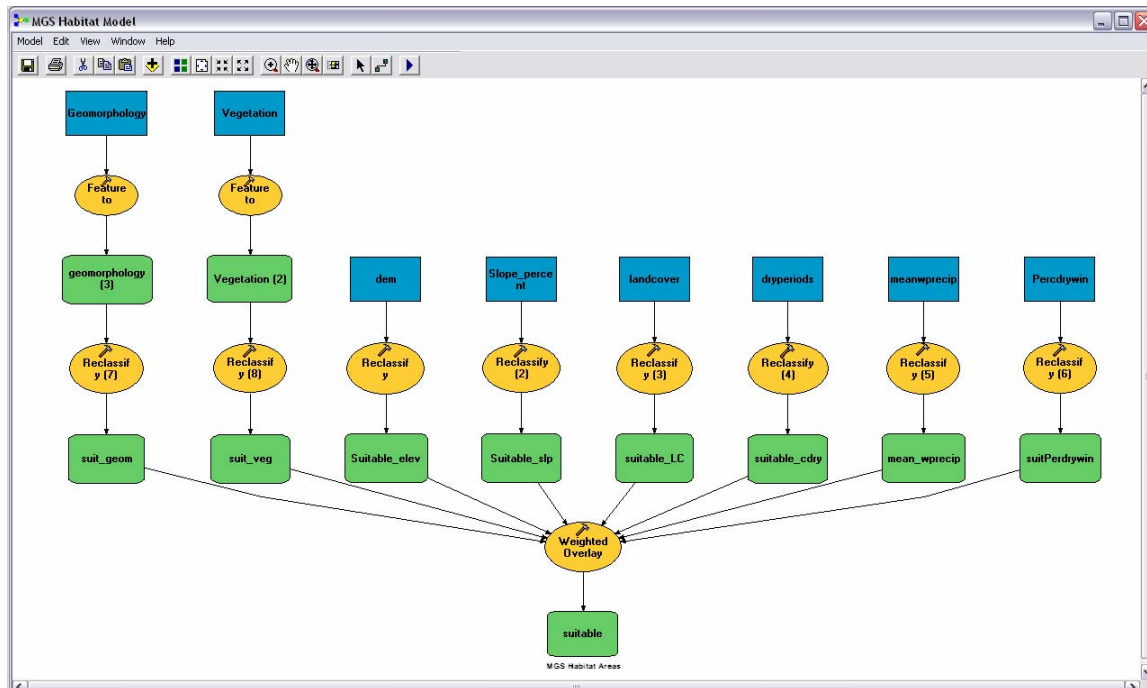 MGS Habitat Model
Model Edit View Window Help
Geomorphology Vegetation
Feature Feature
to to
geomorphology
(3)
Vegetation (2)
dem
Slope_perce
nt
landcover
dryperiods
meanwprecip
Percdrywin
Reclassif
y (7)
Reclassif
y (8)
Reclassif
y
Reclassify
(2)
Reclassif
y (3)
Reclassify
(4)
Reclassif
y (5)
Reclassif
y (6)
suit_geom
suit_veg
Suitable_elev
Suitable_slp
suitable_LC
suitable_cdry
mean_wprecip
suitPerdrywin
Weighted
Overlay
suitable
MGS Habitat Areas